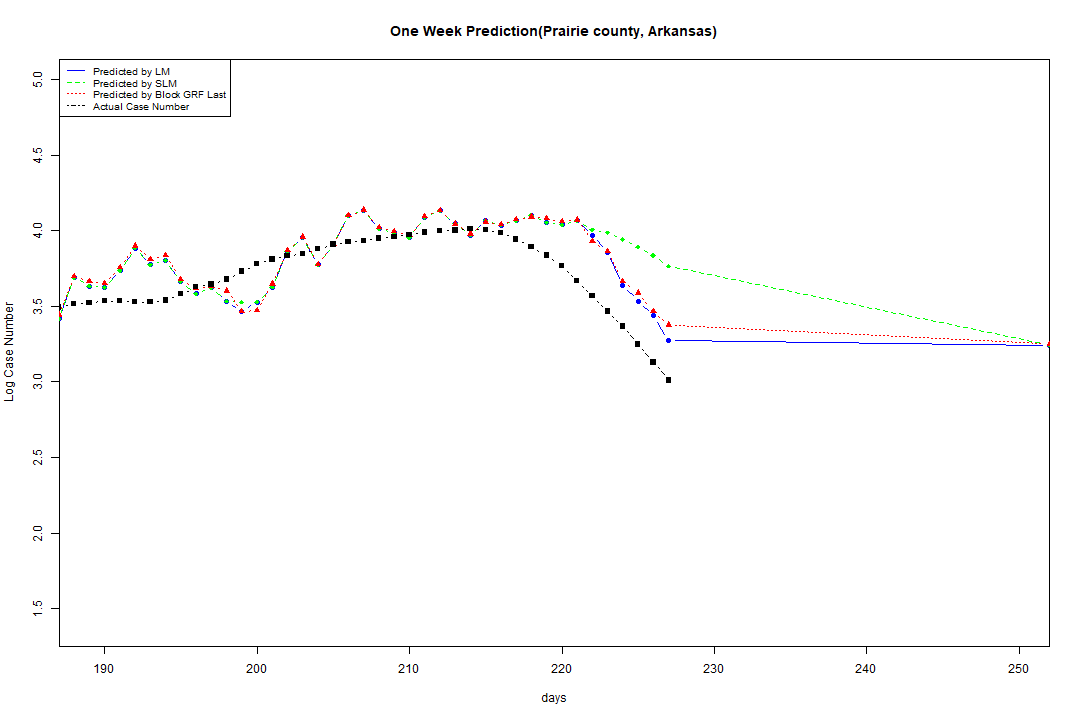 One Week Prediction(Prairie county, Arkansas)
Predicted by LM
Predicted by SLM
Predicted by Block GRF Last
Actual Case Number
Log Case Number
5.0
4.5
4.0
3.5
3.0
2.5
2.0
1.5
190 200 210 220 230 240 250
days